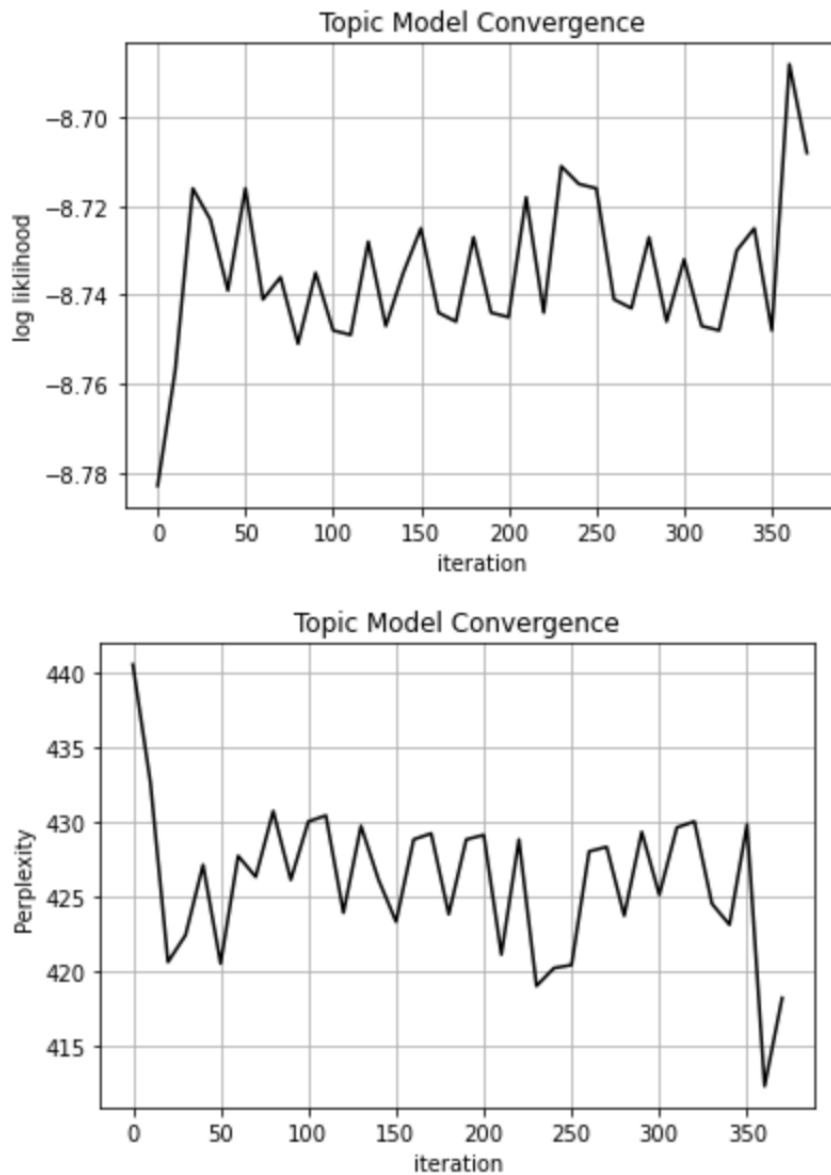 Topic Model Convergence
log liklihood
−8.70
−8.72
−8.74
−8.76
−8.78
0 50 100 150 200 250 300 350
iteration
Topic Model Convergence
Perplexity
440
435
430
425
420
415
0 50 100 150 200 250 300 350
iteration